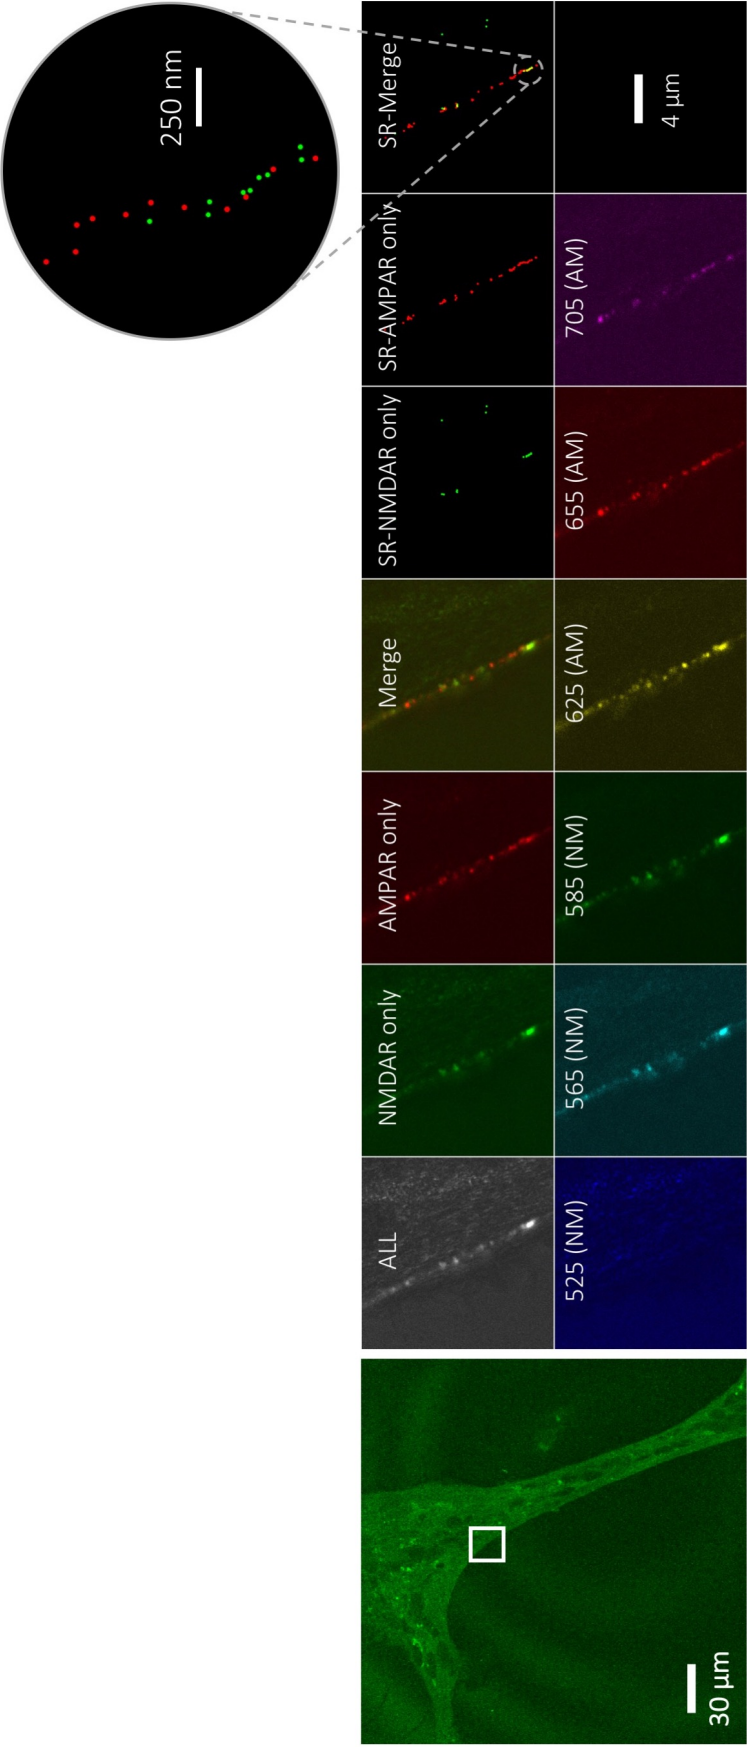 30 µm
ALL
NMDAR only
AMPAR only
Merge
SR-NMDAR only
SR-AMPAR only
SR-Merge
250 nm
525 (NM)
565 (NM)
585 (NM)
625 (AM)
655 (AM)
705 (AM)
4 µm